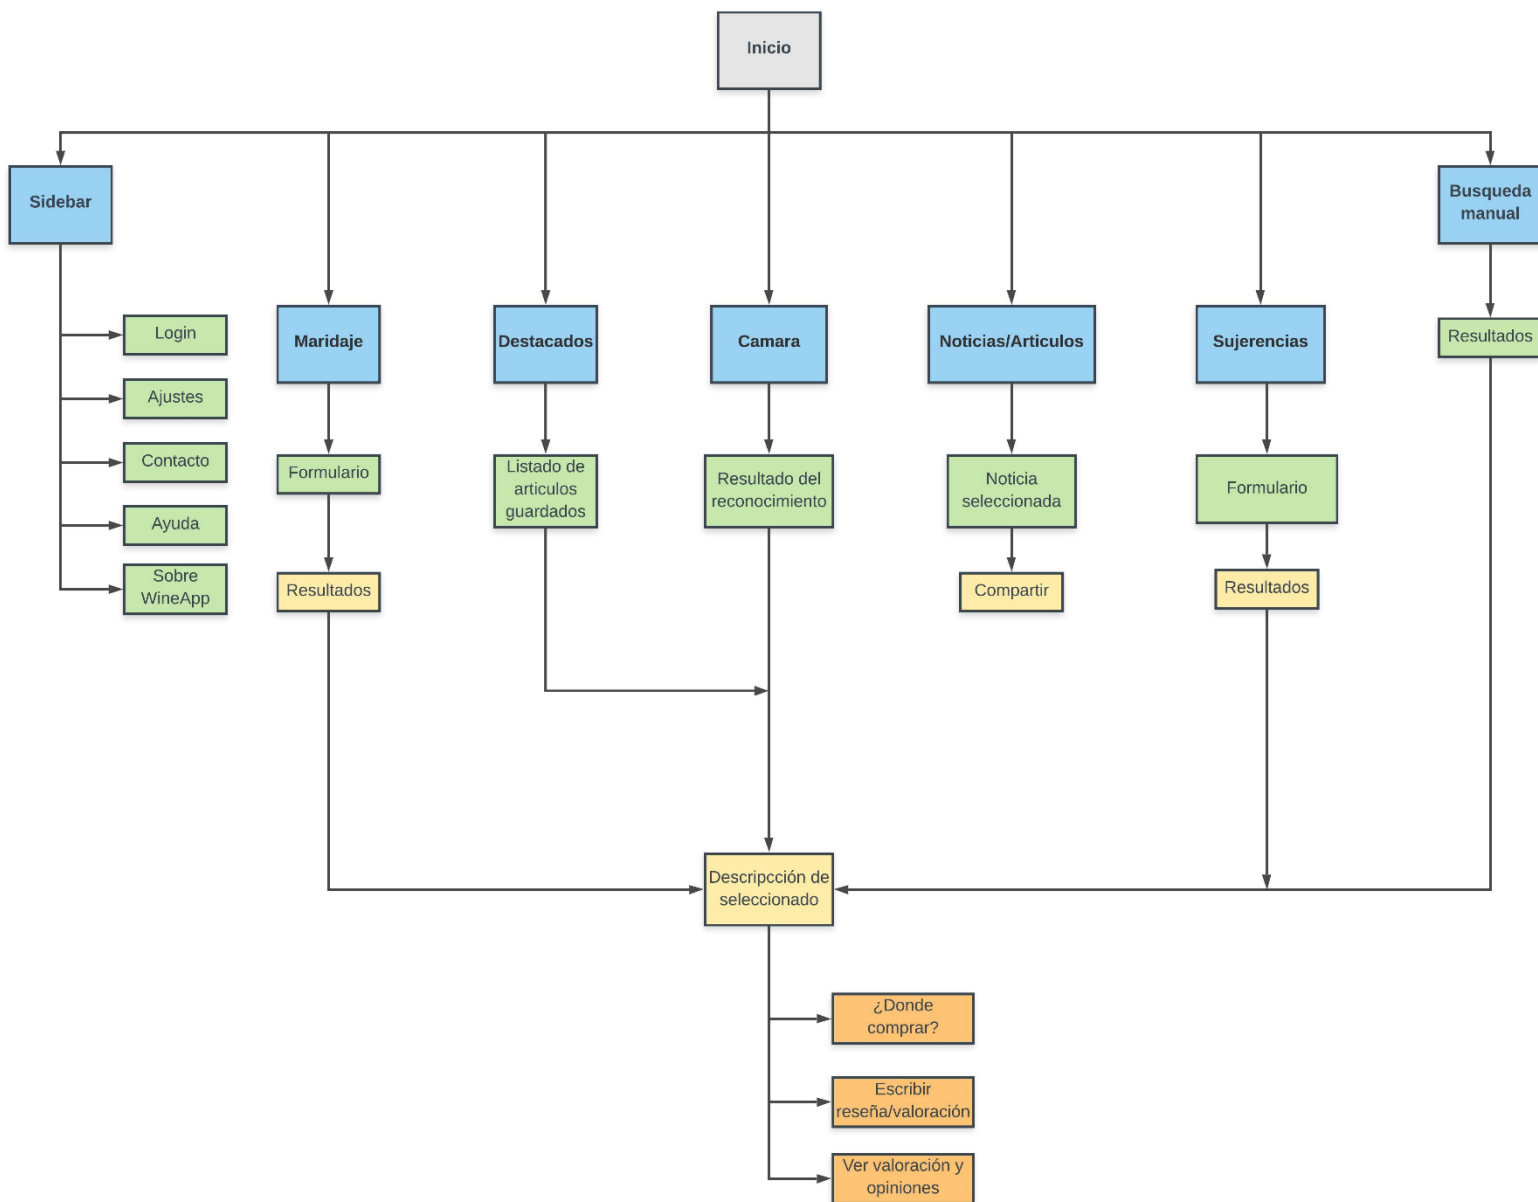 Inicio
Sidebar
Busqueda
manual
Login
Ajustes
Contacto
Ayuda
Sobre
WineApp
Maridaje
Formulario
Resultados
Destacados
Listado de
articulos
guardados
Camara
Resultado del
reconocimiento
Noticias/Articulos
Noticia
seleccionada
Compartir
Sujerencias
Formulario
Resultados
Resultados
Descripcción de
seleccionado
¿Donde
comprar?
Escribir
reseña/valoración
Ver valoración y
opiniones